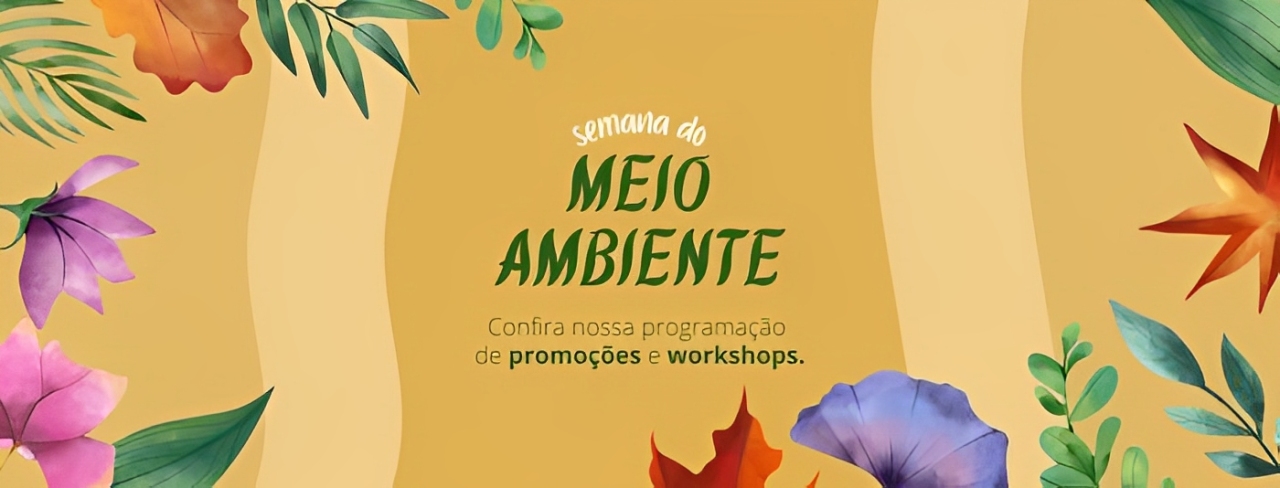 semana do
MEIO
AMBIENTE
Confira nossa programação
de promoções e workshops.